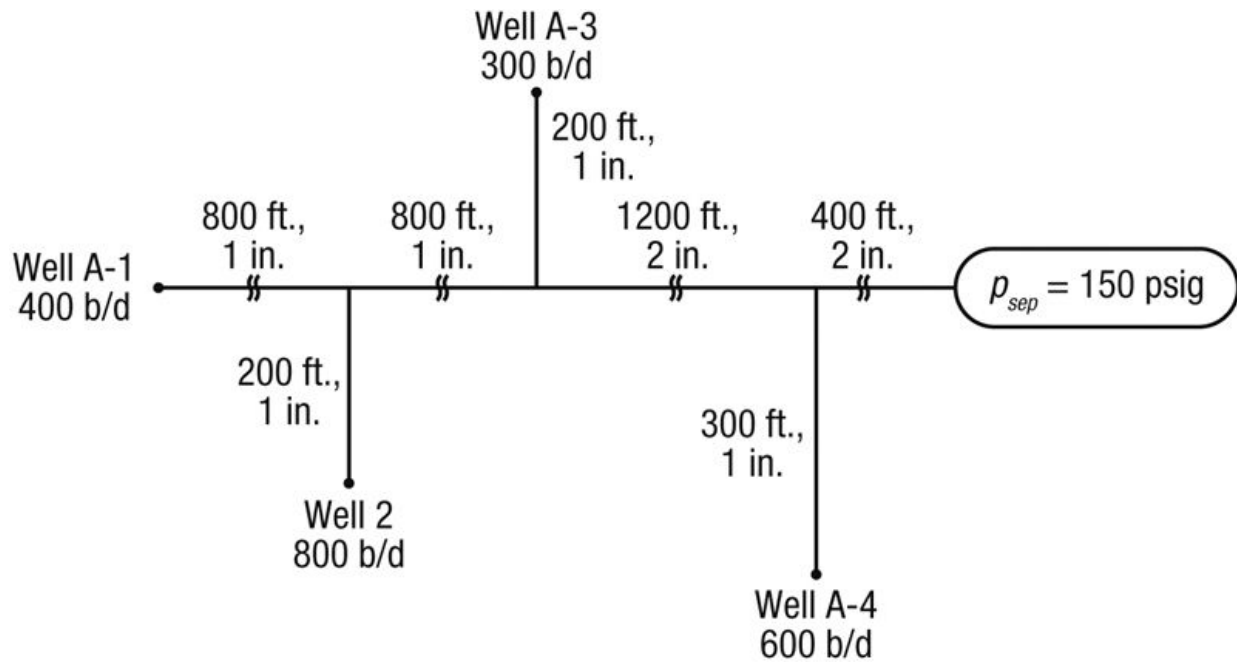 Well A-3
300 b/d
200 ft.,
1 in.
800 ft.,
1 in.
800 ft.,
1 in.
1200 ft.,
2 in.
400 ft.,
2 in.
Well A-1
400 b/d
p_sep = 150 psig
200 ft.,
1 in.
300 ft.,
1 in.
Well 2
800 b/d
Well A-4
600 b/d